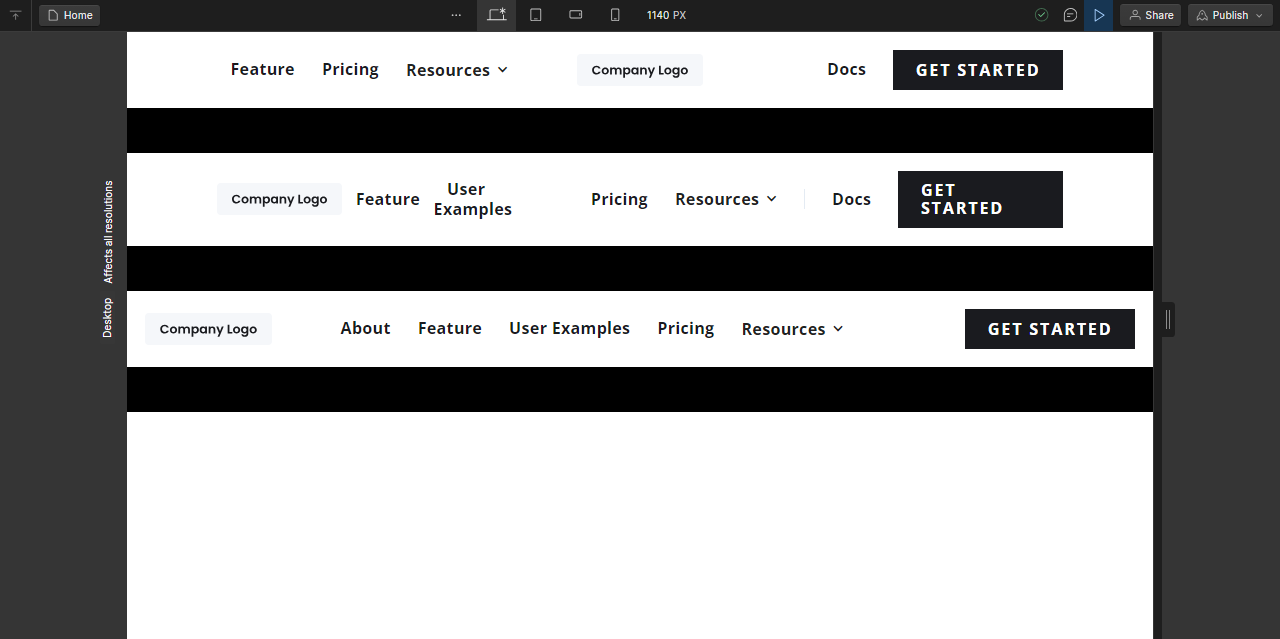 Home
1140 PX
Share
Publish
Feature
Pricing
Resources
Company Logo
Docs
GET STARTED
Company Logo
Feature
User
Examples
Pricing
Resources
Docs
GET
STARTED
Company Logo
About
Feature
User Examples
Pricing
Resources
GET STARTED
Desktop
Affects all resolutions